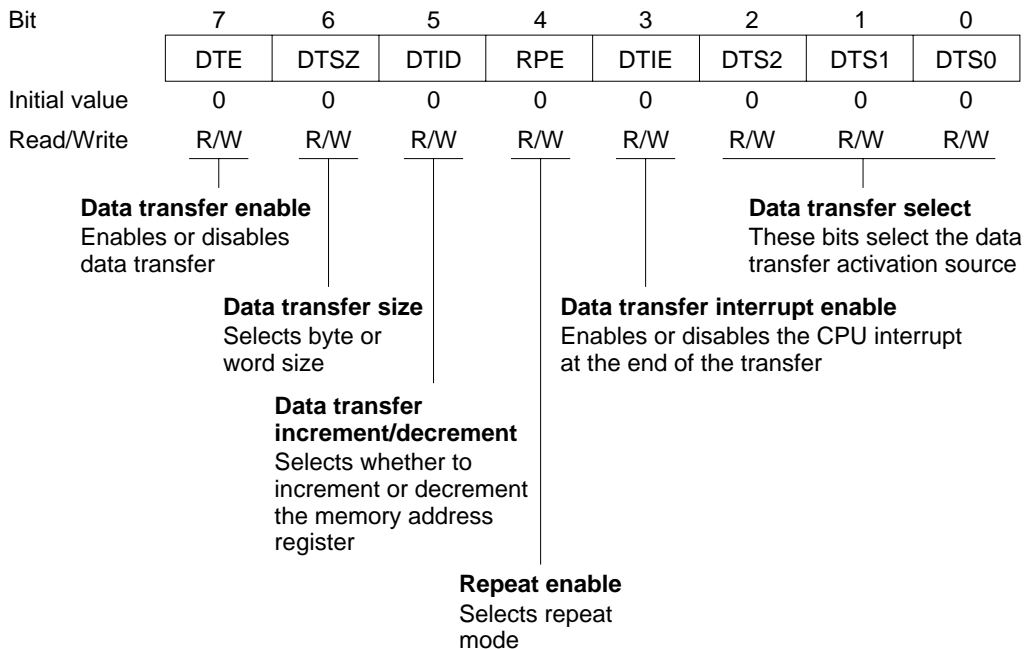 Bit 7 6 5 4 3 2 1 0
DTE DTSZ DTID RPE DTIE DTS2 DTS1 DTS0
Initial value 0 0 0 0 0 0 0 0
Read/Write R/W R/W R/W R/W R/W R/W R/W R/W
Data transfer enable
Enables or disables
data transfer
Data transfer select
These bits select the data
transfer activation source
Data transfer size
Selects byte or
word size
Data transfer interrupt enable
Enables or disables the CPU interrupt
at the end of the transfer
Data transfer
increment/decrement
Selects whether to
increment or decrement
the memory address
register
Repeat enable
Selects repeat
mode